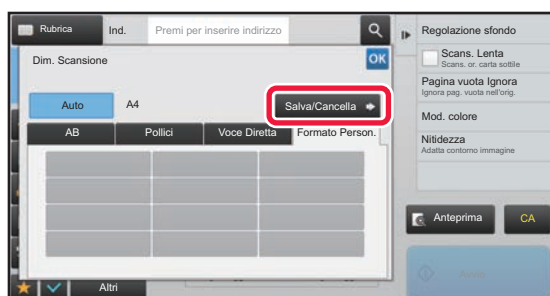 Rubrica
Ind.
Premi per inserire indirizzo
Dim. Scansione
OK
Auto
A4
Salva/Cancella
AB
Pollici
Voce Diretta
Formato Person.
Altri
Regolazione sfondo
Scans. Lenta
Scans. or. carta sottile
Pagina vuota Ignora
Ignora pag. vuota nell'orig.
Mod. colore
Nitidezza
Adatta contorno immagine
Anteprima
CA